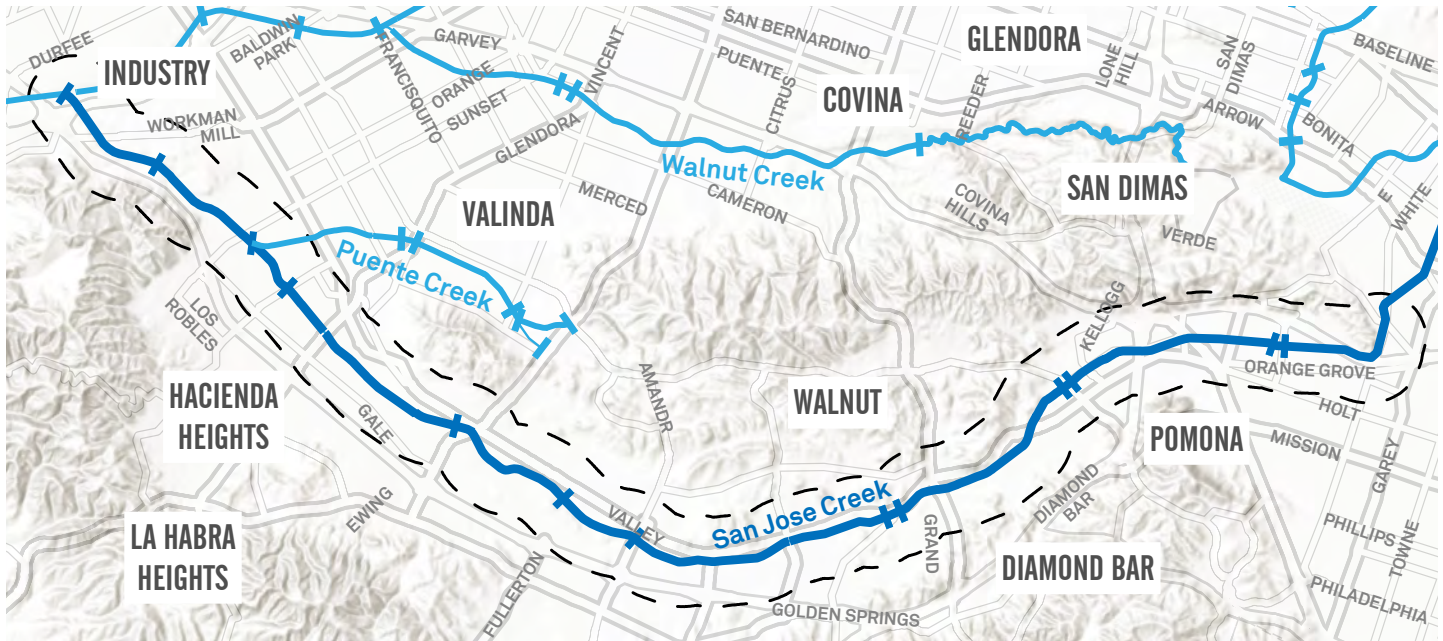 SAN BERNARDINO
GLENDORA
DURFEE
BALDWIN
PARK
GARVEY
VINCENT
PUENTE
LONE
HILL
SAN
DIMAS
BASELINE
INDUSTRY
FRANCISQUITO
ORANGE
SUNSET
CITRUS
COVINA
REEDER
ARROW
BONITA
WORKMAN
MILL
GLENDORA
Walnut Creek
MERCED
CAMERON
COVINA
HILLS
SAN DIMAS
E
WHITE
VALINDA
VERDE
Puente Creek
LOS
ROBLES
KELLOGG
AMANDR
WALNUT
ORANGE GROVE
HACIENDA
HEIGHTS
GALE
HOLT
POMONA
MISSION
GAREY
San Jose Creek
EWING
VALLEY
GRAND
DIAMOND
BAR
PHILLIPS
TOWNE
LA HABRA
HEIGHTS
FULLERTON
DIAMOND BAR
PHILADELPHIA
GOLDEN SPRINGS